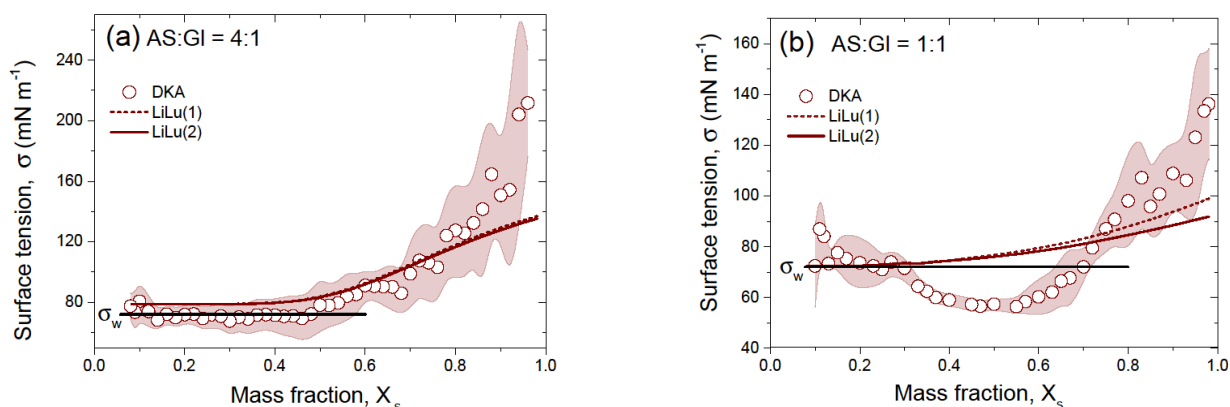 (a) AS:Gl = 4:1
DKA
LiLu(1)
LiLu(2)
Surface tension, σ (mN m⁻¹)
240
200
160
120
80
σw
0.0 0.2 0.4 0.6 0.8 1.0
Mass fraction, Xs
(b) AS:Gl = 1:1
DKA
LiLu(1)
LiLu(2)
Surface tension, σ (mN m⁻¹)
160
140
120
100
80
60
40
σw
0.0 0.2 0.4 0.6 0.8 1.0
Mass fraction, Xs